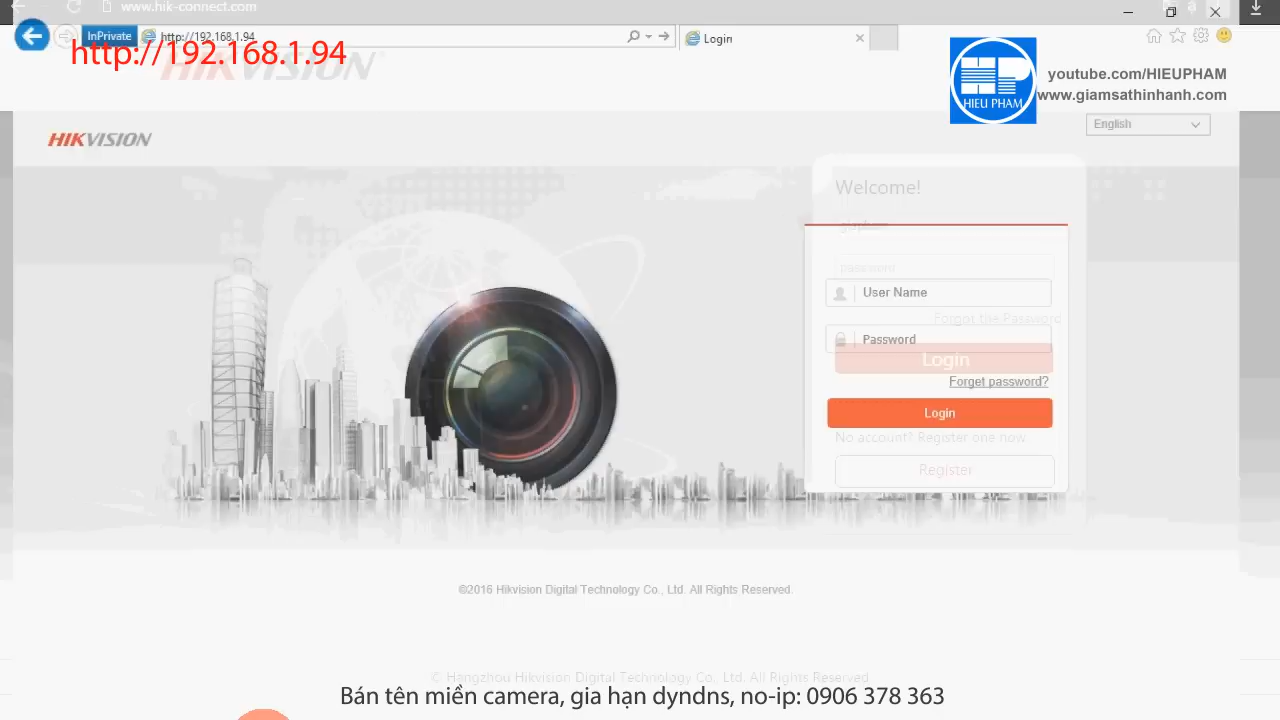 www.hik-connect.com
InPrivate
http://192.168.1.94
Login
http://192.168.1.94
HIKVISION
HIEU PHAM
youtube.com/HIEUPHAM
www.giamsathinhanh.com
HIKVISION
English
Welcome!
password
User Name
Forgot the Password
Password
Login
Forget password?
Login
No account? Register one now.
Register
©2016 Hikvision Digital Technology Co., Ltd. All Rights Reserved.
© Hangzhou Hikvision Digital Technology Co., Ltd. All Rights Reserved
Bán tên miền camera, gia hạn dyndns, no-ip: 0906 378 363